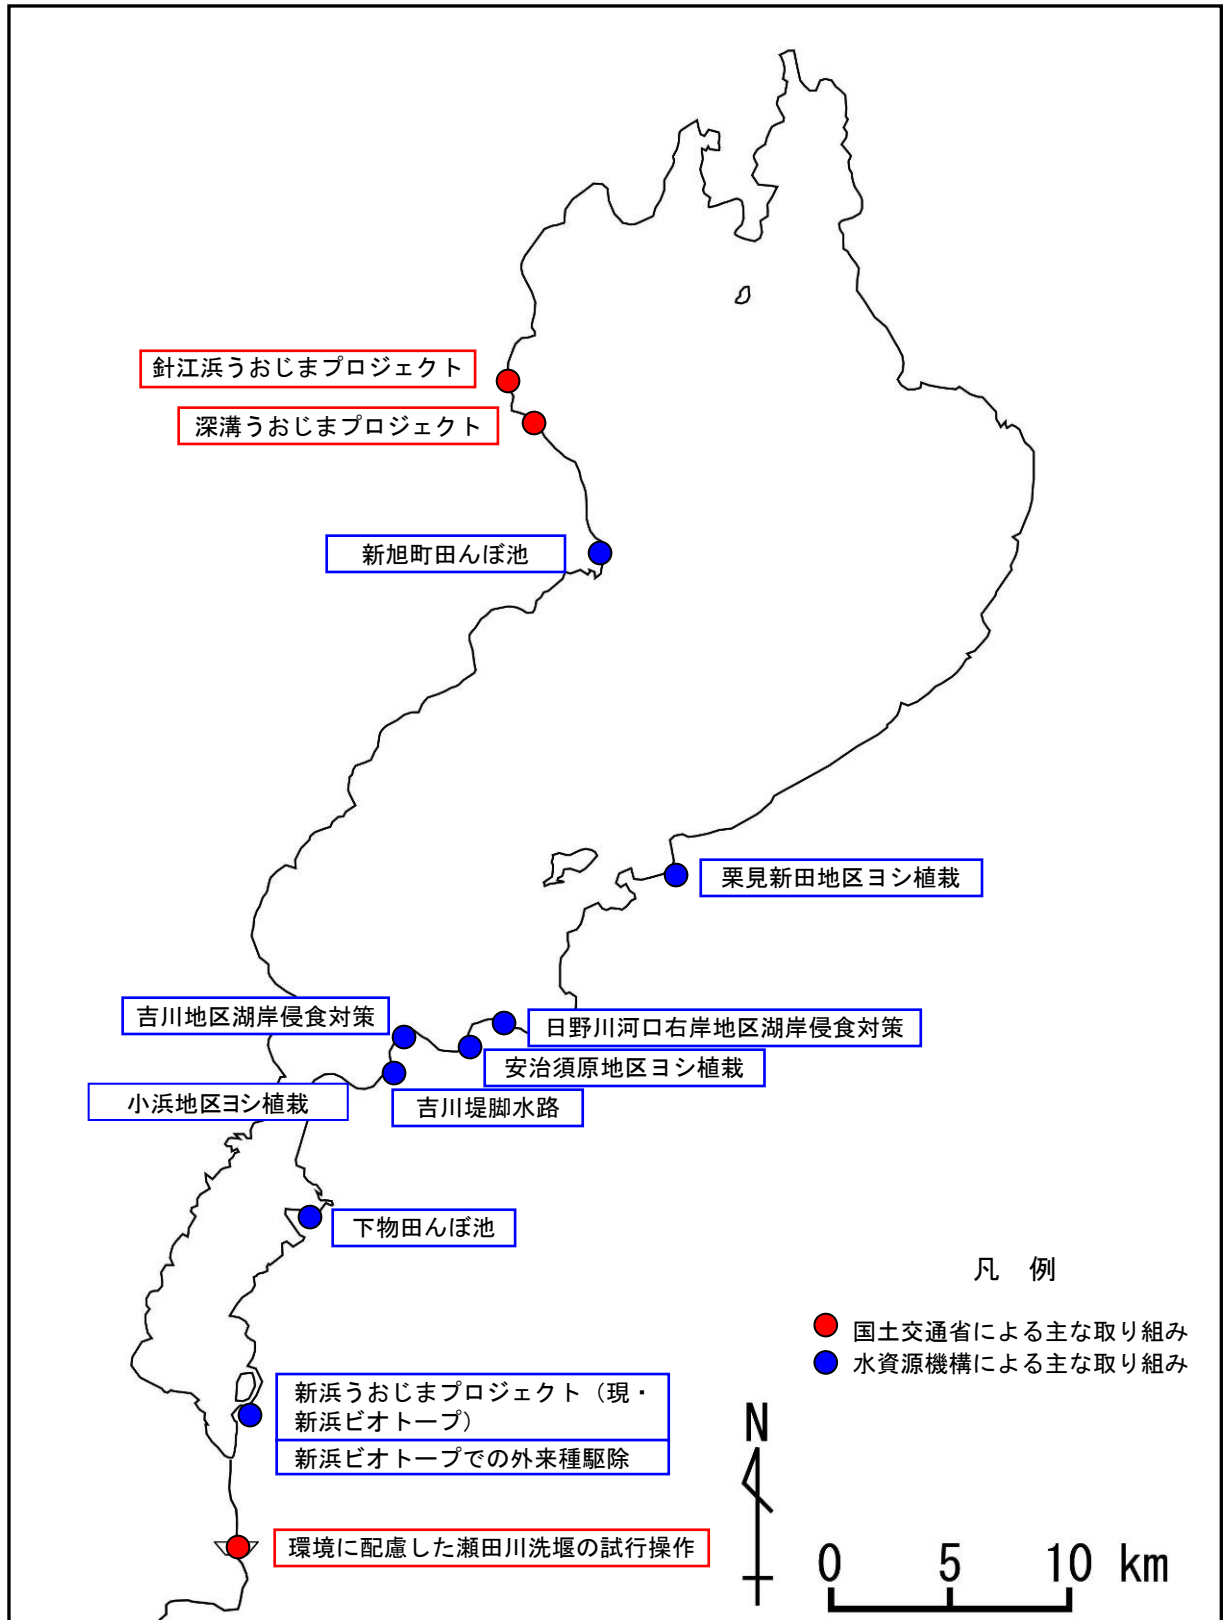 針江浜うおじまプロジェクト
深溝うおじまプロジェクト
新旭町田んぼ池
栗見新田地区ヨシ植栽
吉川地区湖岸侵食対策
日野川河口右岸地区湖岸侵食対策
安治須原地区ヨシ植栽
小浜地区ヨシ植栽
吉川堤脚水路
下物田んぼ池
凡 例
国土交通省による主な取り組み
水資源機構による主な取り組み
新浜うおじまプロジェクト（現・
新浜ビオトープ）
新浜ビオトープでの外来種駆除
環境に配慮した瀬田川洗堰の試行操作
N
0 5 10 km